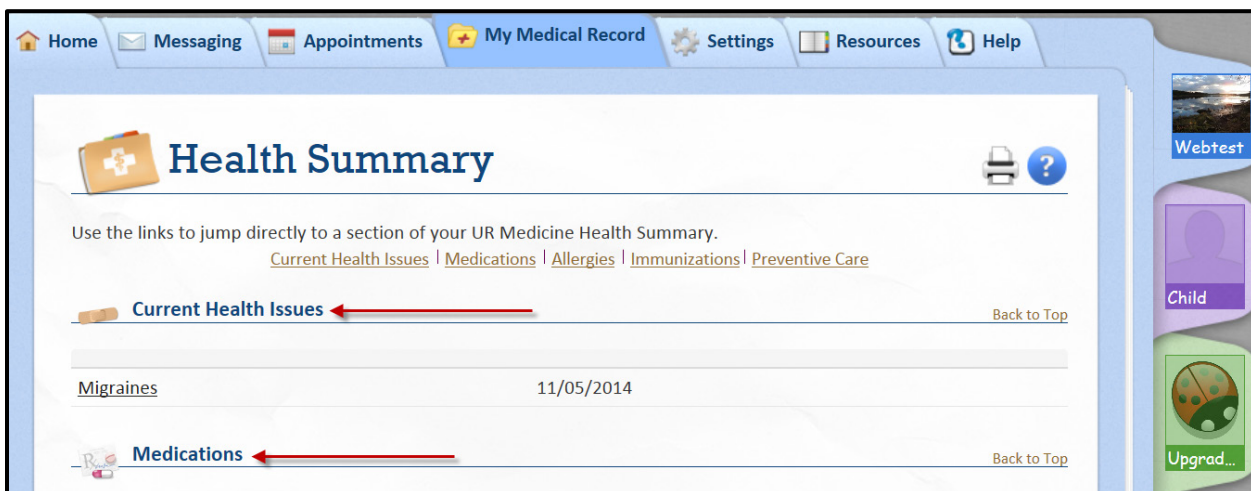 Home Messaging Appointments My Medical Record Settings Resources Help
Webtest
Health Summary
Use the links to jump directly to a section of your UR Medicine Health Summary.
Current Health Issues | Medications | Allergies | Immunizations | Preventive Care
Child
Current Health Issues Back to Top
Migraines 11/05/2014
Medications Back to Top
Upgrad...